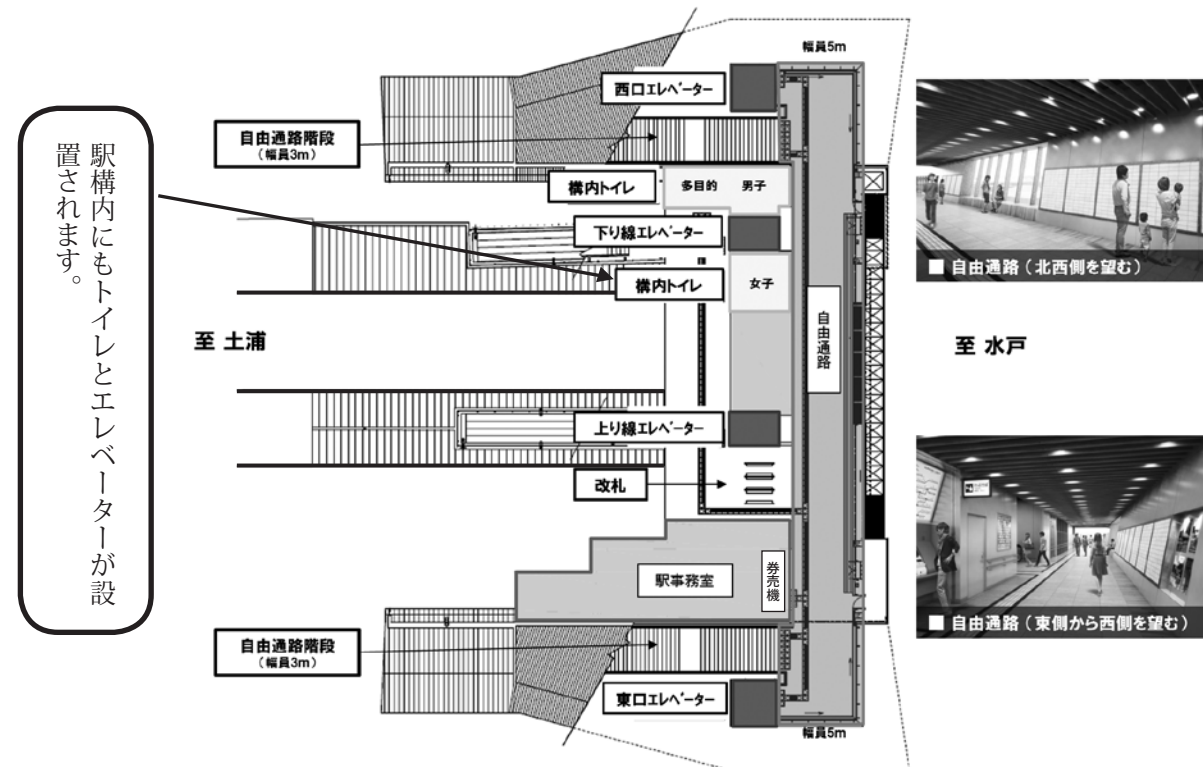 駅構内にもトイレとエレベーターが設
置されます。
幅員5m
西口エレベーター
自由通路階段
（幅員3m）
構内トイレ
多目的 男子
下り線エレベーター
構内トイレ
女子
至 土浦
自由通路
至 水戸
上り線エレベーター
改札
駅事務室
券売機
自由通路階段
（幅員3m）
東口エレベーター
幅員5m
■ 自由通路（北西側を望む）
■ 自由通路（東側から西側を望む）